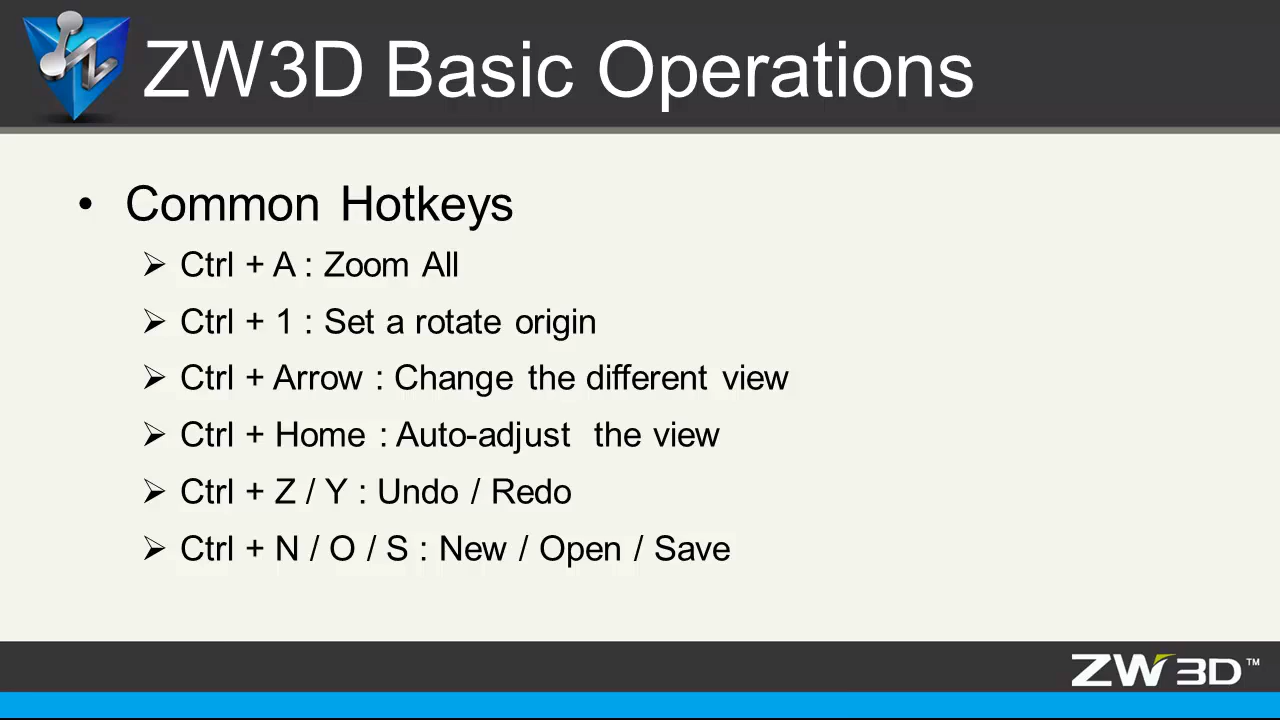 ZW3D Basic Operations
• Common Hotkeys
➢ Ctrl + A : Zoom All
➢ Ctrl + 1 : Set a rotate origin
➢ Ctrl + Arrow : Change the different view
➢ Ctrl + Home : Auto-adjust the view
➢ Ctrl + Z / Y : Undo / Redo
➢ Ctrl + N / O / S : New / Open / Save
ZW3D™